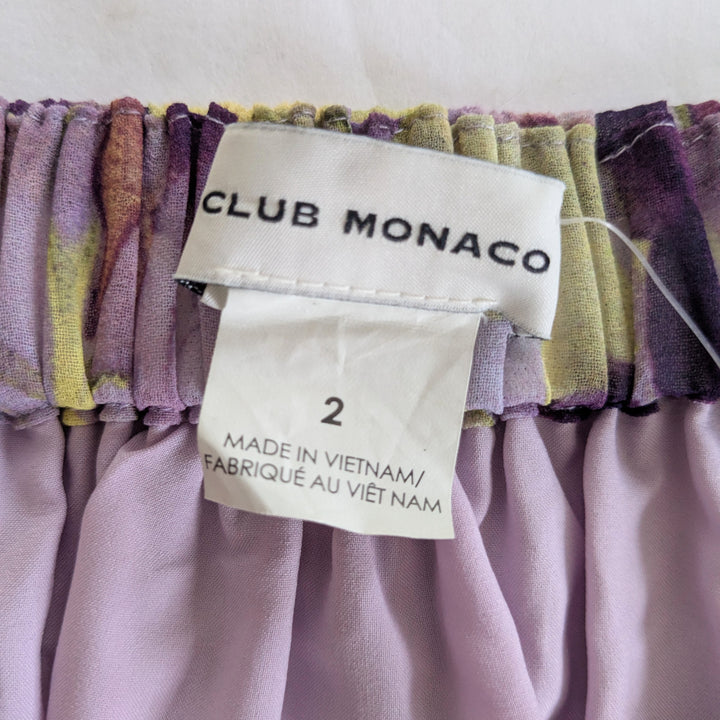 CLUB MONACO
2
MADE IN VIETNAM/
FABRIQUÉ AU VIÊT NAM